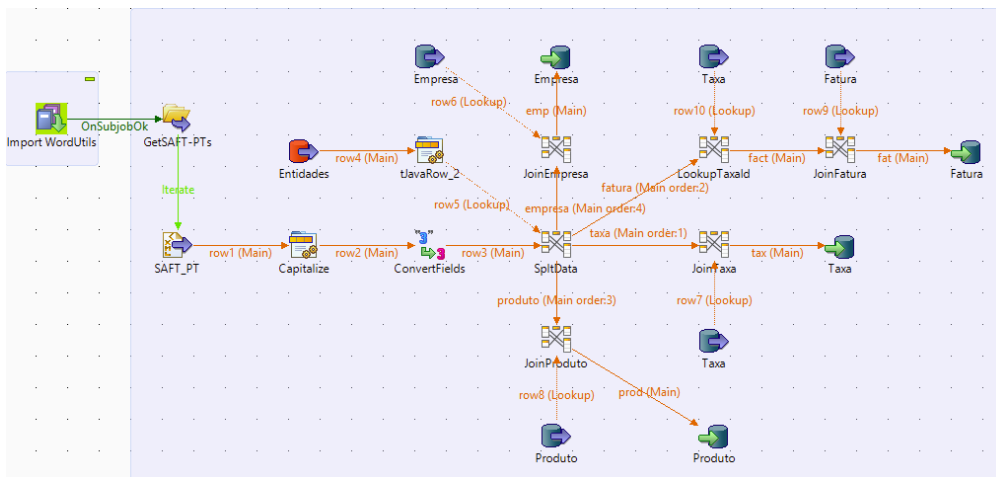 Empresa
Empresa
Taxa
Fatura
row6 (Lookup)
emp (Main)
row10 (Lookup)
row9 (Lookup)
OnSubjobOk
Import WordUtils
GetSAFT-PTs
row4 (Main)
fact (Main)
fat (Main)
Entidades
tJavaRow_2
JoinEmpresa
LookupTaxaId
JoinFatura
Fatura
Iterate
fatura (Main order:2)
row5 (Lookup)
empresa (Main order:4)
taxa (Main order:1)
row1 (Main)
row2 (Main)
row3 (Main)
tax (Main)
SAFT_PT
Capitalize
"3"
3
ConvertFields
SpltData
JoinTaxa
Taxa
produto (Main order:3)
row7 (Lookup)
JoinProduto
Taxa
row8 (Lookup)
prod (Main)
Produto
Produto